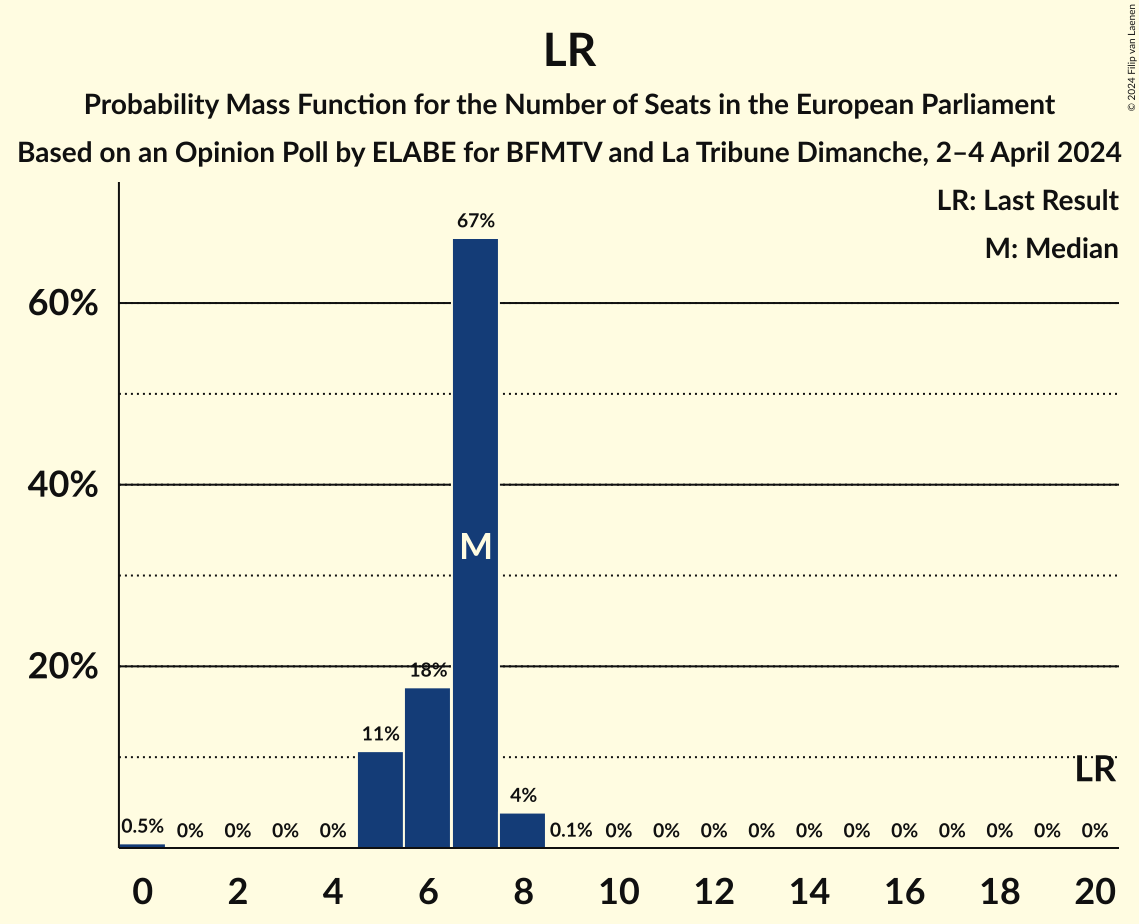 LR
Probability Mass Function for the Number of Seats in the European Parliament
Based on an Opinion Poll by ELABE for BFMTV and La Tribune Dimanche, 2–4 April 2024
© 2024 Filip van Laenen
LR: Last Result
M: Median
67%
60%
40%
M
20%
18%
11%
LR
4%
0.5% 0% 0% 0% 0% 0.1% 0% 0% 0% 0% 0% 0% 0% 0% 0% 0% 0%
0 2 4 6 8 10 12 14 16 18 20